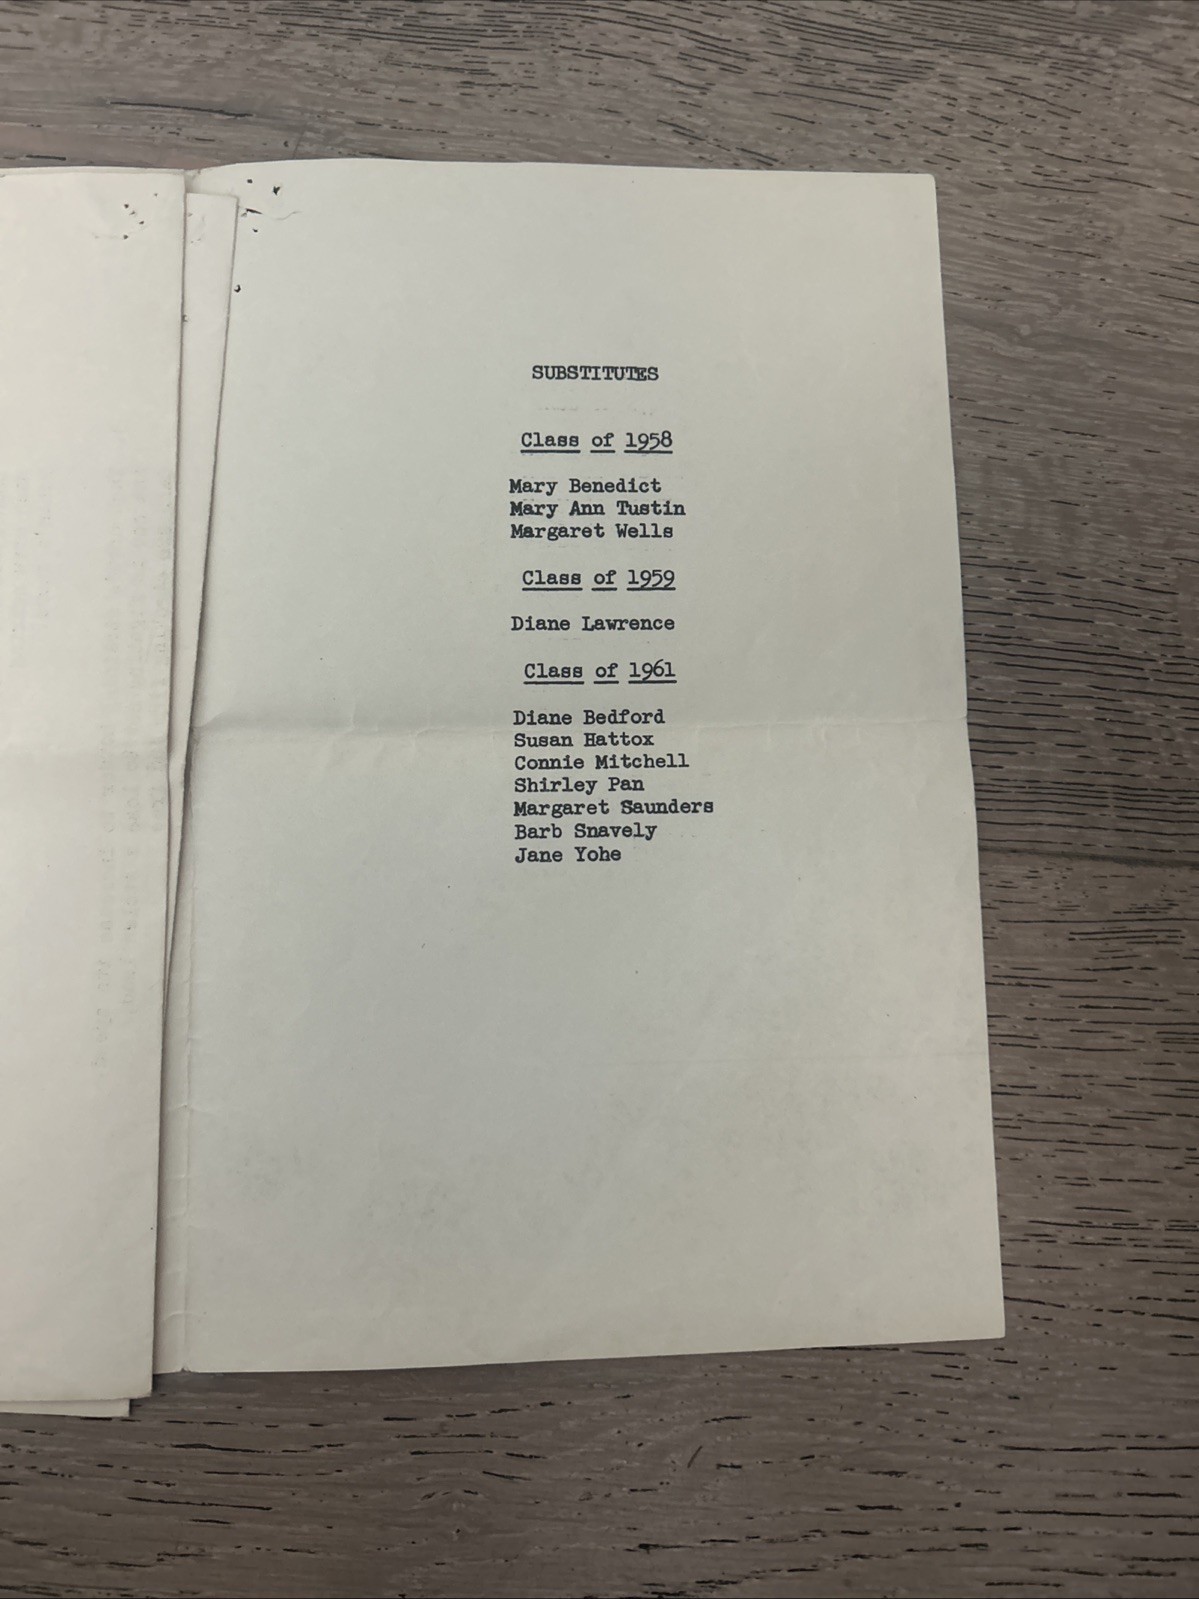 SUBSTITUTES
Class of 1958
Mary Benedict
Mary Ann Tustin
Margaret Wells
Class of 1959
Diane Lawrence
Class of 1961
Diane Bedford
Susan Hattox
Connie Mitchell
Shirley Pan
Margaret Saunders
Barb Snavely
Jane Yohe